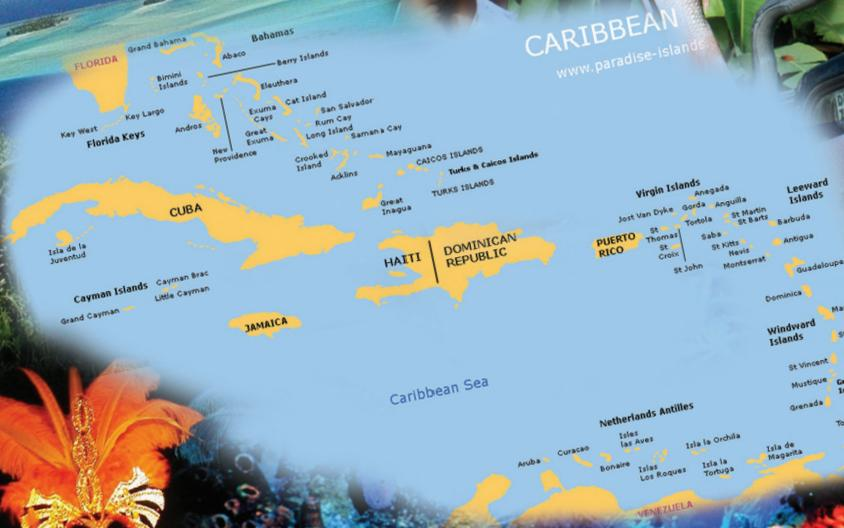 CARIBBEAN
www.paradise-islands
Bahamas
Grand Bahama
Abaco
FLORIDA
Bimini
Islands
Berry Islands
Eleuthera
Key West
Key Largo
Florida Keys
Andros
New
Providence
Exuma
Cays
Great
Exuma
Cat Island
San Salvador
Rum Cay
Long Island
Samana Cay
Crooked
Island
Acklins
Mayaguana
CAICOS ISLANDS
Turks & Caicos Islands
TURKS ISLANDS
Great
Inagua
CUBA
Isla de la
Juventud
Cayman Islands
Cayman Brac
Little Cayman
Grand Cayman
JAMAICA
HAITI
DOMINICAN
REPUBLIC
PUERTO
RICO
Virgin Islands
Anegada
Jost Van Dyke
Gorda
Anguilla
St
Thomas
Tortola
St Martin
St Barts
St
Croix
Saba
St Kitts
Nevis
St John
Montserrat
Leeward
Islands
Barbuda
Antigua
Guadeloupe
Dominica
Ma
Windward
Islands
S
St Vincent
Mustique
G
Is
Grenada
To
Caribbean Sea
Netherlands Antilles
Aruba
Curacao
Isles
las Aves
Bonaire
Islas
Los Roques
Isla la Orchila
Isla la
Tortuga
Isla de
Magarita
VENEZUELA